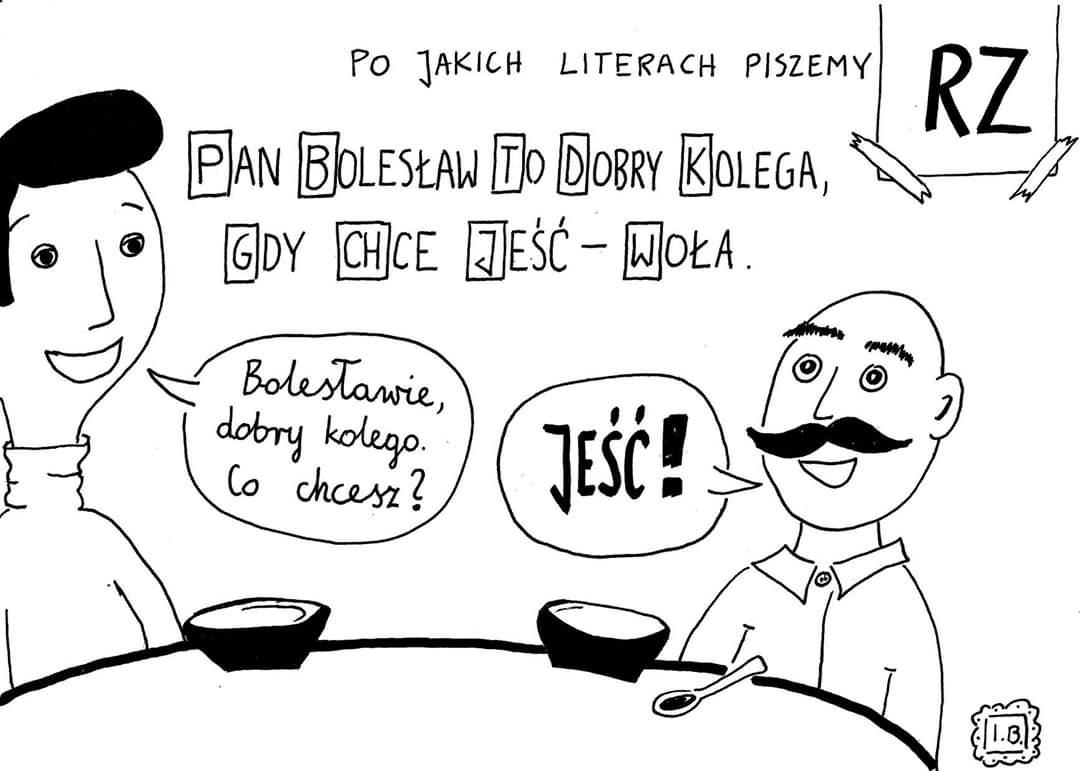 PO JAKICH LITERACH PISZEMY RZ
PAN BOLESŁAW TO DOBRY KOLEGA,
GDY CHCE JEŚĆ – WOŁA.
Bolesławie,
dobry kolego.
Co chcesz?
JEŚĆ!
I.B.